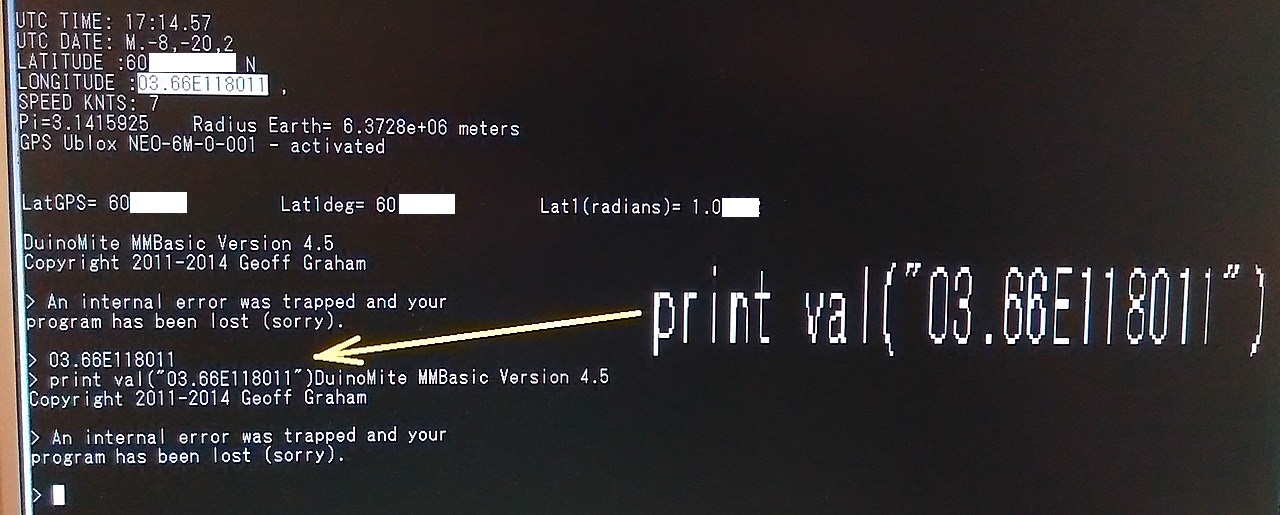 UTC TIME: 17:14.57
UTC DATE: M.-8,-20,2
LATITUDE :60 N
LONGITUDE :03.66E118011 ,
SPEED KNTS: 7
Pi=3.1415925 Radius Earth= 6.3728e+06 meters
GPS Ublox NEO-6M-0-001 - activated
LatGPS= 60 Lat1deg= 60 Lat1(radians)= 1.0
DuinoMite MMBasic Version 4.5
Copyright 2011-2014 Geoff Graham
> An internal error was trapped and your
program has been lost (sorry).
print val("03.66E118011")
> 03.66E118011
> print val("03.66E118011")DuinoMite MMBasic Version 4.5
Copyright 2011-2014 Geoff Graham
> An internal error was trapped and your
program has been lost (sorry).
>